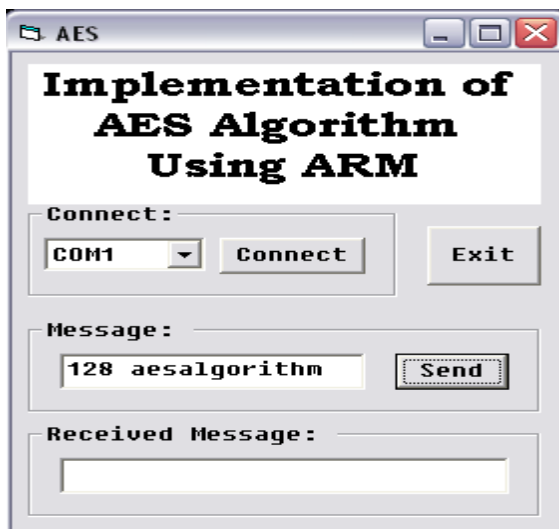 AES
Implementation of
AES Algorithm
Using ARM
Connect:
COM1 Connect Exit
Message:
128 aesalgorithm Send
Received Message: